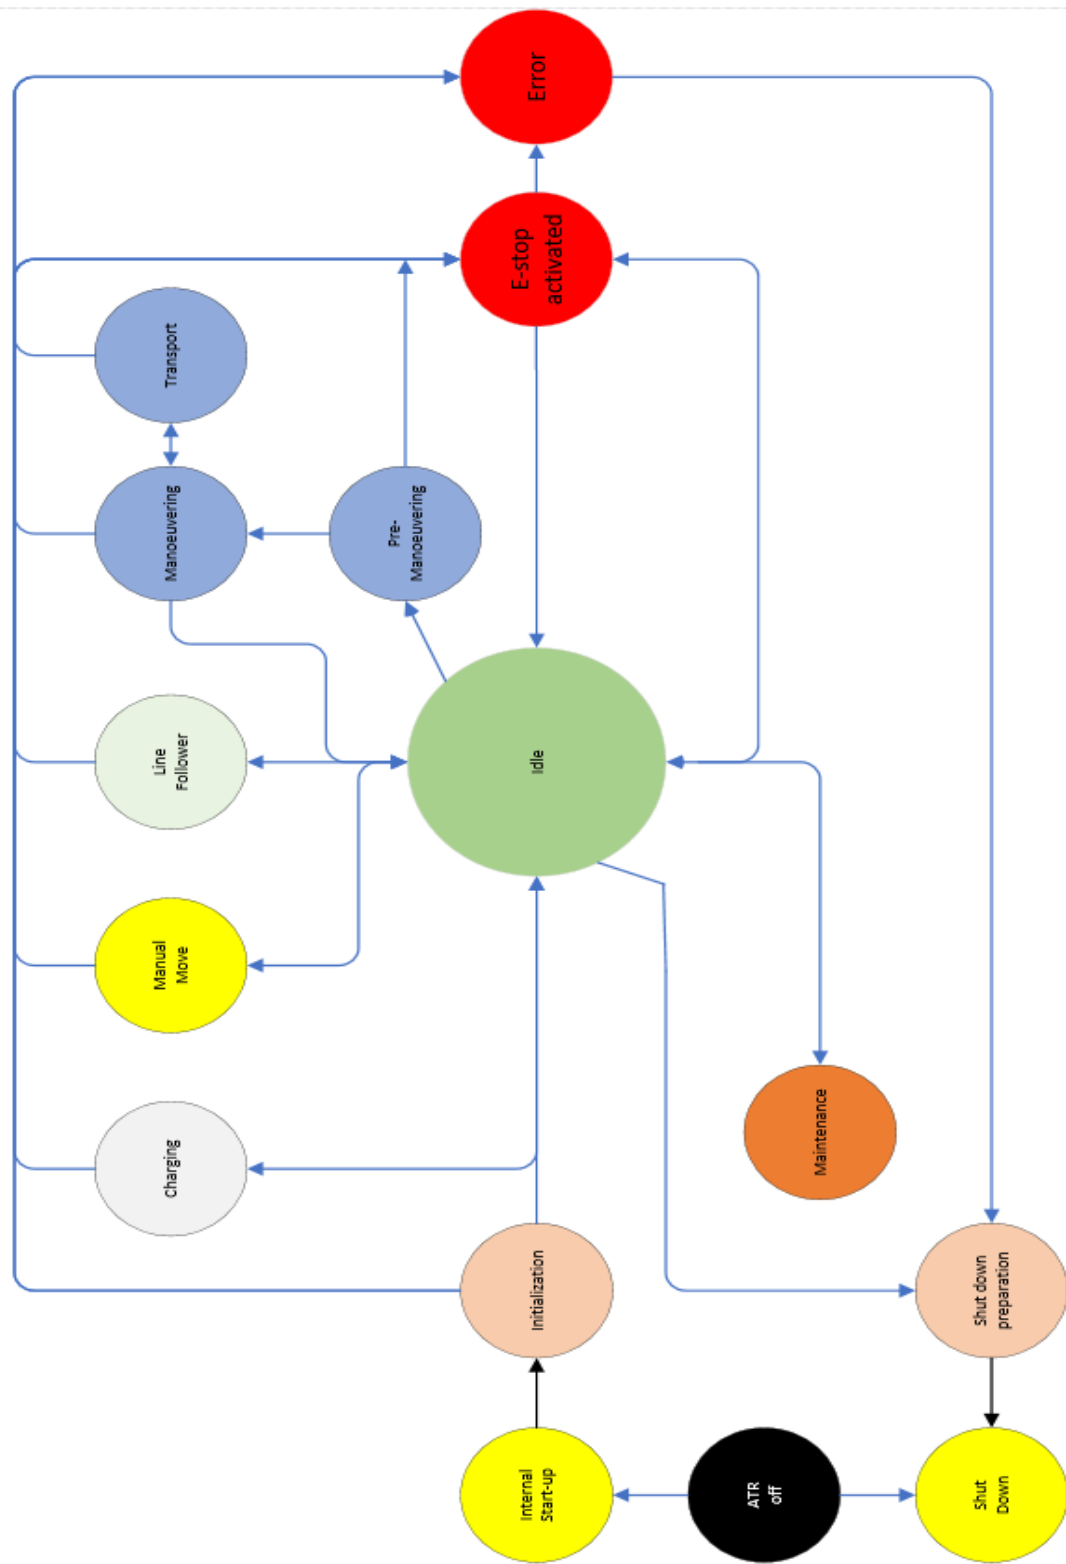 Charging
Manual
Move
Line
Follower
Manoeuvering
Transport
Pre-
Manoeuvering
Internal
Start-up
Initialization
Idle
E-stop
activated
Error
ATR
off
Maintenance
Shut
Down
Shut down
preparation